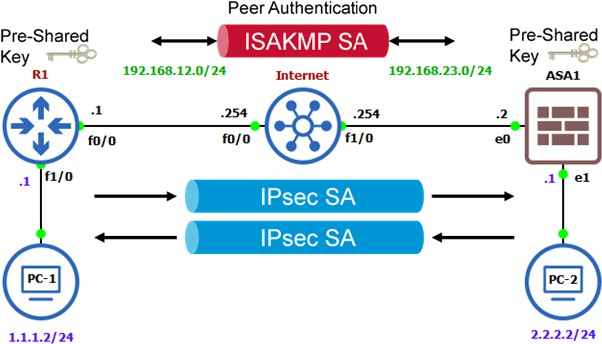 Peer Authentication
Pre-Shared
Key
ISAKMP SA
Pre-Shared
Key
192.168.12.0/24
192.168.23.0/24
R1
Internet
ASA1
.1
f0/0
.254
f0/0
.254
f1/0
.2
e0
.1
f1/0
.1
e1
IPsec SA
IPsec SA
PC-1
PC-2
1.1.1.2/24
2.2.2.2/24